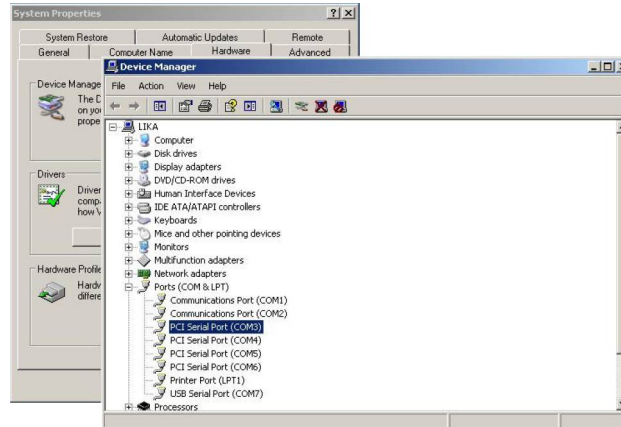 System Properties
System Restore Automatic Updates Remote
General Computer Name Hardware Advanced
Device Manage
The D
on you
prope
Drivers
Driver
comp
how
Hardware Profile
Hardw
differe
Device Manager
File Action View Help
LIKA
Computer
Disk drives
Display adapters
DVD/CD-ROM drives
Human Interface Devices
IDE ATA/ATAPI controllers
Keyboards
Mice and other pointing devices
Monitors
Multifunction adapters
Network adapters
Ports (COM & LPT)
Communications Port (COM1)
Communications Port (COM2)
PCI Serial Port (COM3)
PCI Serial Port (COM4)
PCI Serial Port (COM5)
PCI Serial Port (COM6)
Printer Port (LPT1)
USB Serial Port (COM7)
Processors